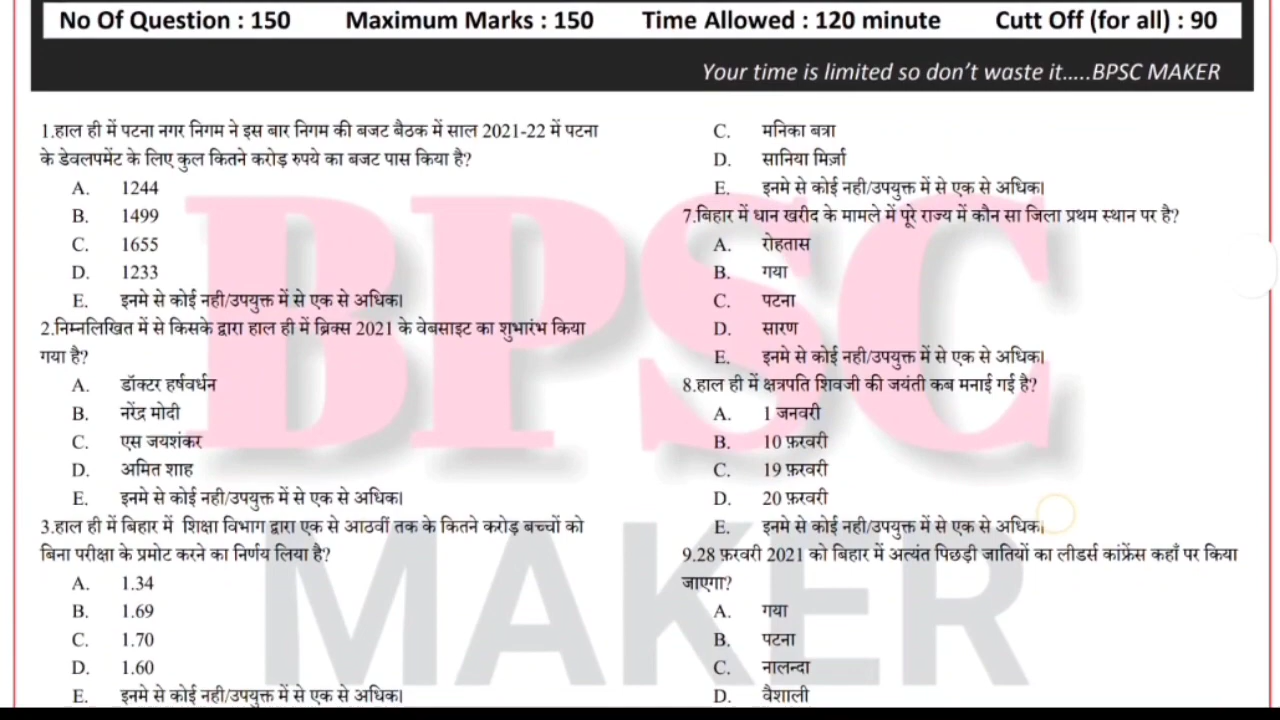 No Of Question : 150 Maximum Marks : 150 Time Allowed : 120 minute Cutt Off (for all) : 90
Your time is limited so don't waste it.....BPSC MAKER
1.हाल ही में पटना नगर निगम ने इस बार निगम की बजट बैठक में साल 2021-22 में पटना
के डेवलपमेंट के लिए कुल कितने करोड़ रुपये का बजट पास किया है?
A. 1244
B. 1499
C. 1655
D. 1233
E. इनमे से कोई नही/उपयुक्त में से एक से अधिक।
2.निम्नलिखित में से किसके द्वारा हाल ही में ब्रिक्स 2021 के वेबसाइट का शुभारंभ किया
गया है?
A. डॉक्टर हर्षवर्धन
B. नरेंद्र मोदी
C. एस जयशंकर
D. अमित शाह
E. इनमे से कोई नही/उपयुक्त में से एक से अधिक।
3.हाल ही में बिहार में शिक्षा विभाग द्वारा एक से आठवीं तक के कितने करोड़ बच्चों को
बिना परीक्षा के प्रमोट करने का निर्णय लिया है?
A. 1.34
B. 1.69
C. 1.70
D. 1.60
E. इनमे से कोई नही/उपयुक्त में से एक से अधिक।
C. मनिका बत्रा
D. सानिया मिर्ज़ा
E. इनमे से कोई नही/उपयुक्त में से एक से अधिक।
7.बिहार में धान खरीद के मामले में पूरे राज्य में कौन सा जिला प्रथम स्थान पर है?
A. रोहतास
B. गया
C. पटना
D. सारण
E. इनमे से कोई नही/उपयुक्त में से एक से अधिक।
8.हाल ही में क्षत्रपति शिवजी की जयंती कब मनाई गई है?
A. 1 जनवरी
B. 10 फ़रवरी
C. 19 फ़रवरी
D. 20 फ़रवरी
E. इनमे से कोई नही/उपयुक्त में से एक से अधिक।
9.28 फ़रवरी 2021 को बिहार में अत्यंत पिछड़ी जातियों का लीडर्स कांफ्रेंस कहाँ पर किया
जाएगा?
A. गया
B. पटना
C. नालन्दा
D. वैशाली
BPSC
MAKER